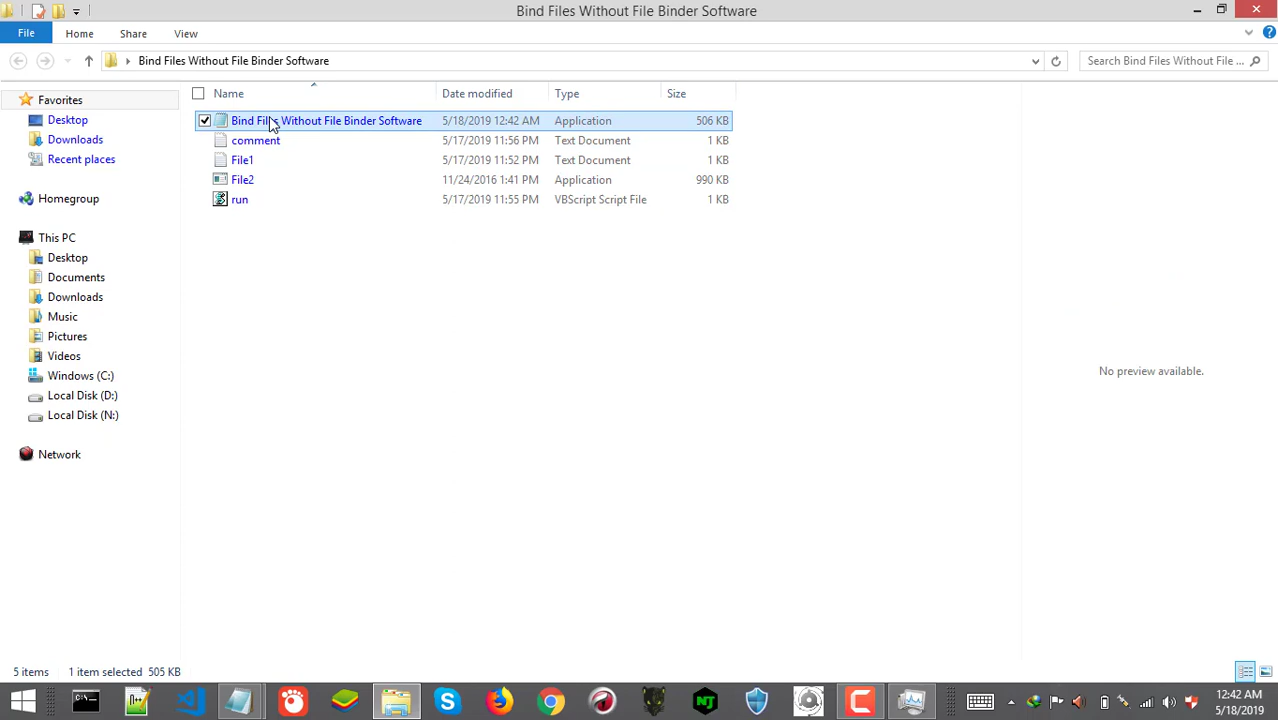 Bind Files Without File Binder Software
File Home Share View
Bind Files Without File Binder Software
Search Bind Files Without File ...
Name Date modified Type Size
Favorites
Desktop
Downloads
Recent places
Homegroup
This PC
Desktop
Documents
Downloads
Music
Pictures
Videos
Windows (C:)
Local Disk (D:)
Local Disk (N:)
Network
Bind Files Without File Binder Software 5/18/2019 12:42 AM Application 506 KB
comment 5/17/2019 11:56 PM Text Document 1 KB
File1 5/17/2019 11:52 PM Text Document 1 KB
File2 11/24/2016 1:41 PM Application 990 KB
run 5/17/2019 11:55 PM VBScript Script File 1 KB
No preview available.
5 items 1 item selected 505 KB
12:42 AM
5/18/2019